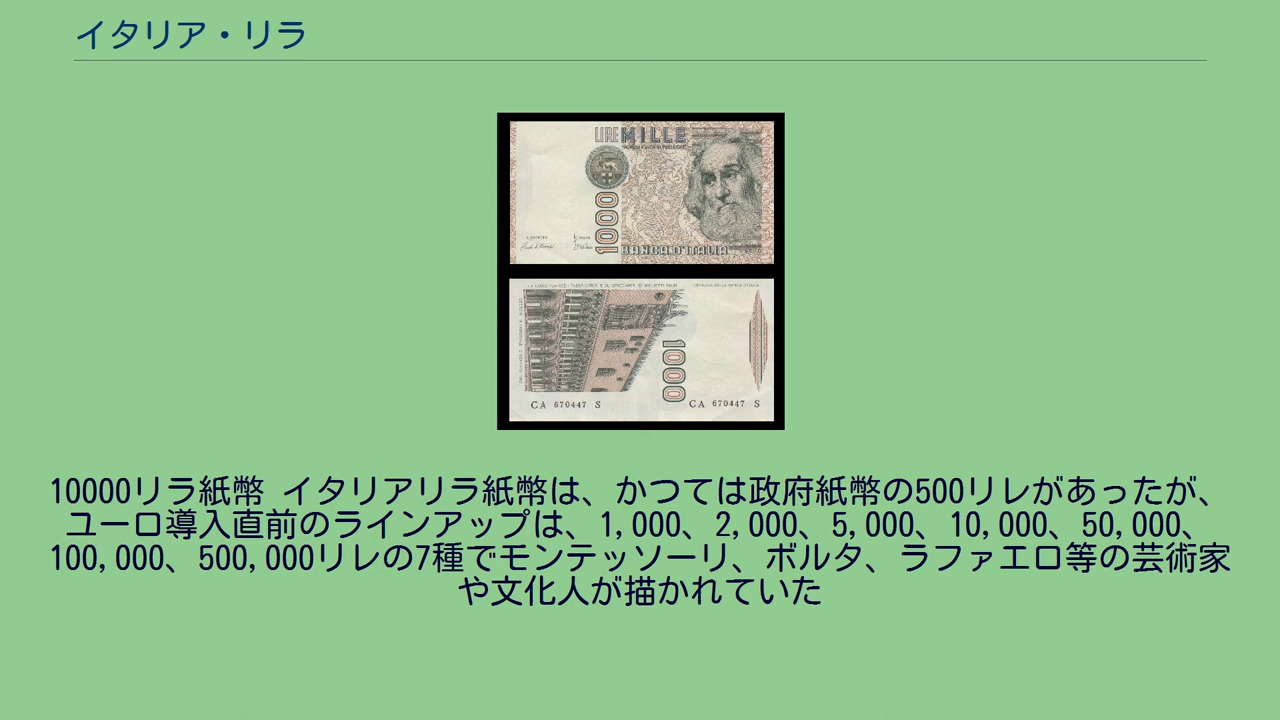 イタリア・リラ
LIRE MILLE
1000
BANCA D'ITALIA
1000
CA 670447 S
CA 670447 S
10000リラ紙幣 イタリアリラ紙幣は、かつては政府紙幣の500リレがあったが、
ユーロ導入直前のラインアップは、1,000、2,000、5,000、10,000、50,000、
100,000、500,000リレの7種でモンテッソーリ、ボルタ、ラファエロ等の芸術家
や文化人が描かれていた